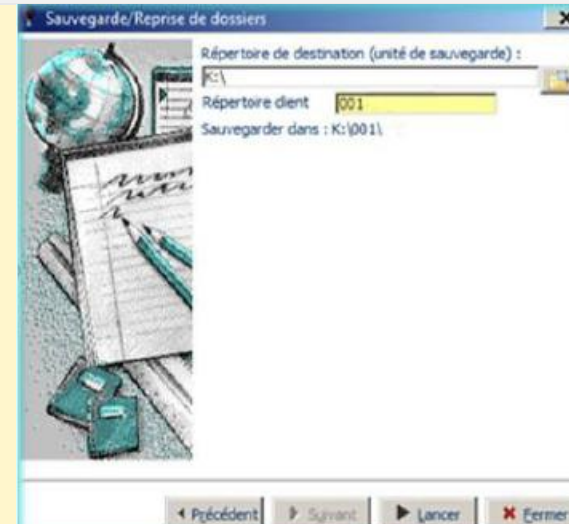 Sauvegarde/Reprise de dossiers
Répertoire de destination (unité de sauvegarde) :
K:\
Répertoire client 001
Sauvegarder dans : K:\001\
Précédent Suivant Lancer Fermer